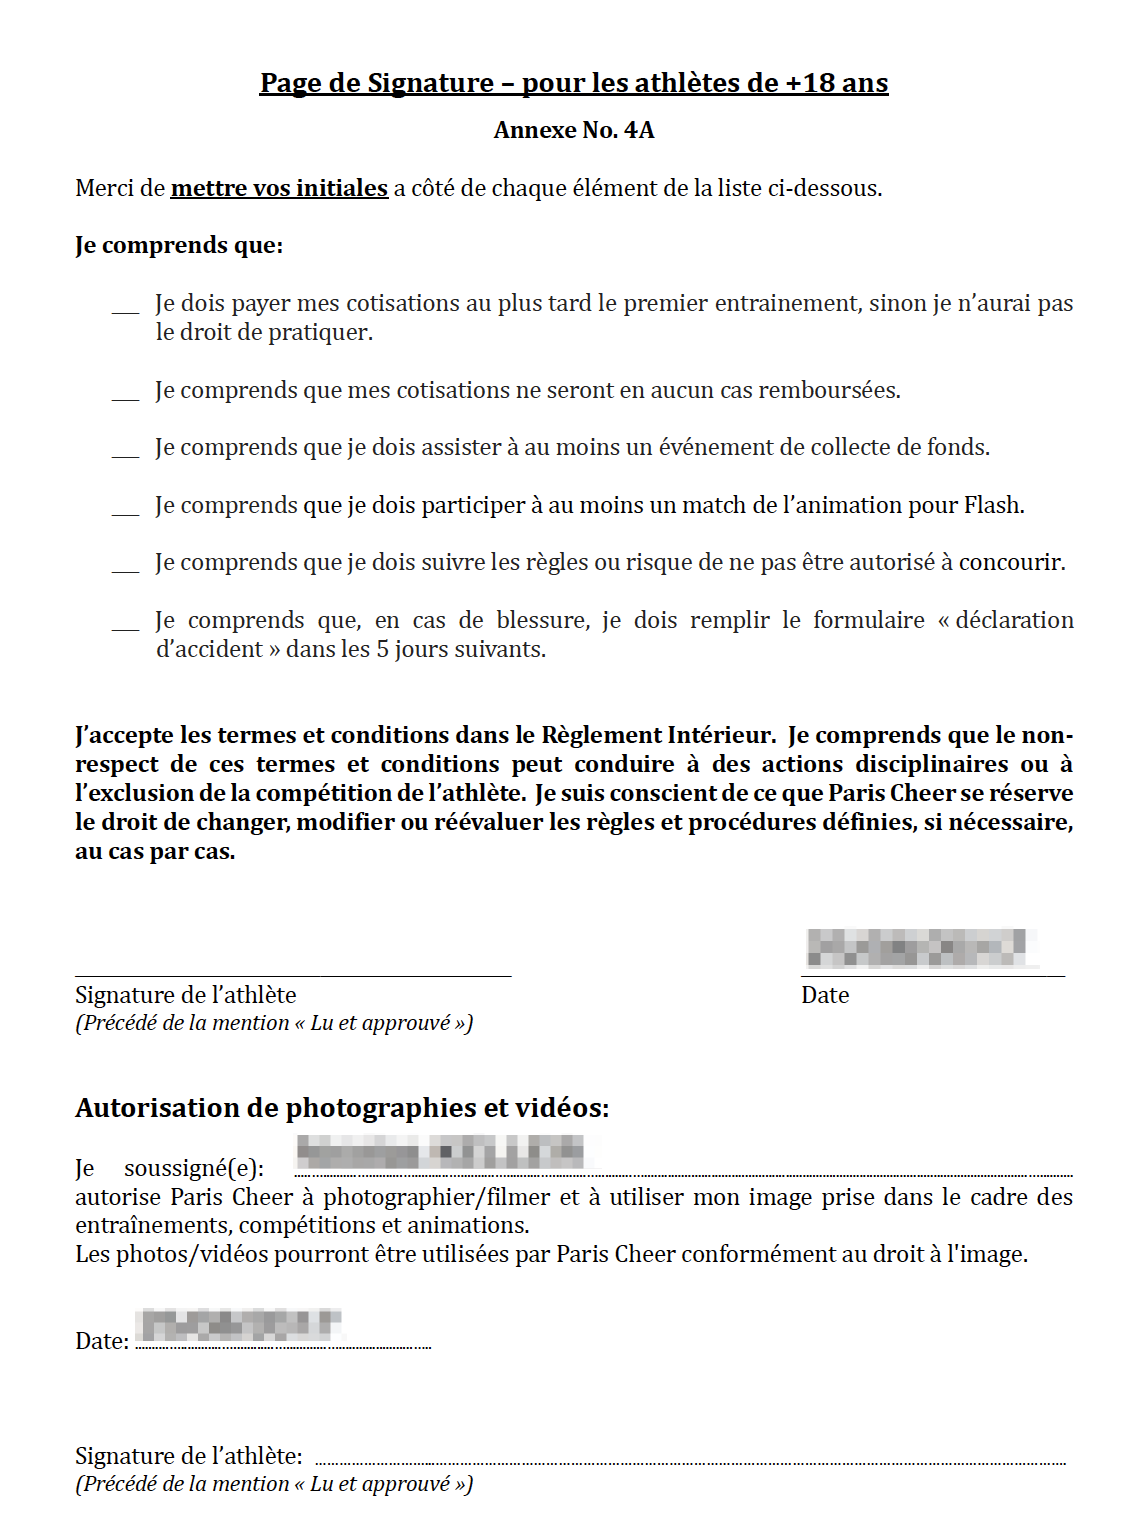 Page de Signature – pour les athlètes de +18 ans
Annexe No. 4A
Merci de mettre vos initiales a côté de chaque élément de la liste ci-dessous.
Je comprends que:
___ Je dois payer mes cotisations au plus tard le premier entrainement, sinon je n’aurai pas
le droit de pratiquer.
___ Je comprends que mes cotisations ne seront en aucun cas remboursées.
___ Je comprends que je dois assister à au moins un événement de collecte de fonds.
___ Je comprends que je dois participer à au moins un match de l’animation pour Flash.
___ Je comprends que je dois suivre les règles ou risque de ne pas être autorisé à concourir.
___ Je comprends que, en cas de blessure, je dois remplir le formulaire « déclaration
d’accident » dans les 5 jours suivants.
J’accepte les termes et conditions dans le Règlement Intérieur. Je comprends que le non-
respect de ces termes et conditions peut conduire à des actions disciplinaires ou à
l’exclusion de la compétition de l’athlète. Je suis conscient de ce que Paris Cheer se réserve
le droit de changer, modifier ou réévaluer les règles et procédures définies, si nécessaire,
au cas par cas.
Signature de l’athlète
Date
(Précédé de la mention « Lu et approuvé »)
Autorisation de photographies et vidéos:
Je soussigné(e):
autorise Paris Cheer à photographier/filmer et à utiliser mon image prise dans le cadre des
entraînements, compétitions et animations.
Les photos/vidéos pourront être utilisées par Paris Cheer conformément au droit à l'image.
Date:
Signature de l’athlète:
(Précédé de la mention « Lu et approuvé »)